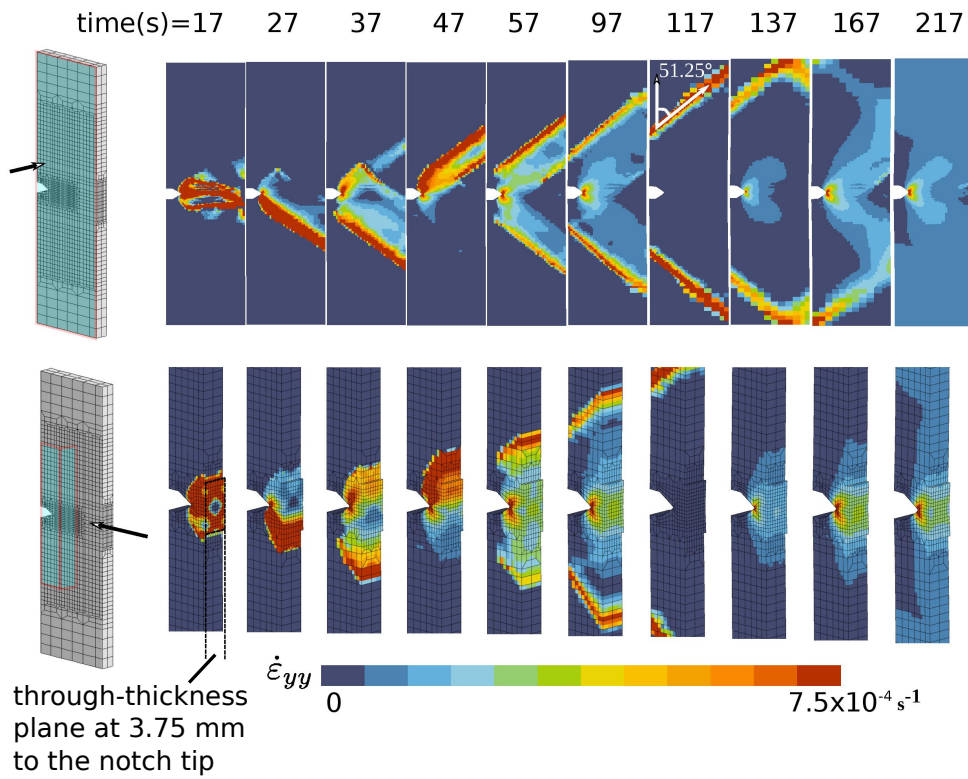 time(s)=17 27 37 47 57 97 117 137 167 217
51.25°
ε̇yy
0 7.5x10⁻⁴ s⁻¹
through-thickness
plane at 3.75 mm
to the notch tip